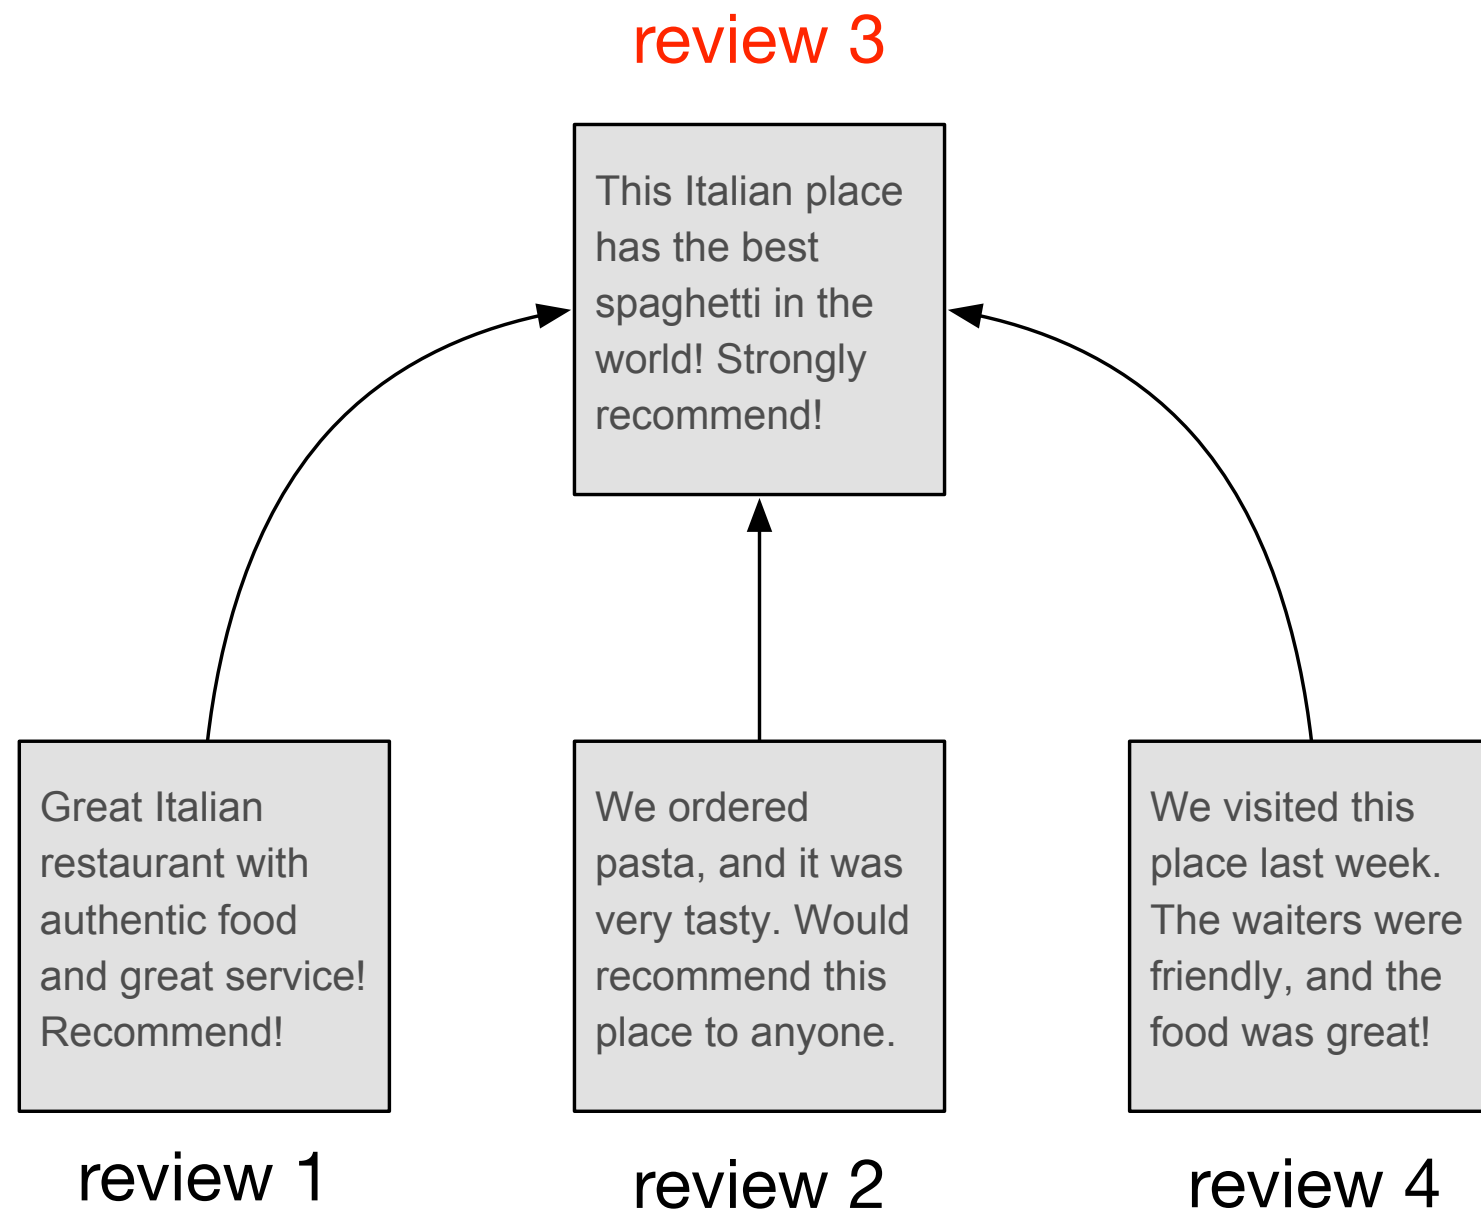 review 3
This Italian place
has the best
spaghetti in the
world! Strongly
recommend!
Great Italian
restaurant with
authentic food
and great service!
Recommend!
We ordered
pasta, and it was
very tasty. Would
recommend this
place to anyone.
We visited this
place last week.
The waiters were
friendly, and the
food was great!
review 1
review 2
review 4